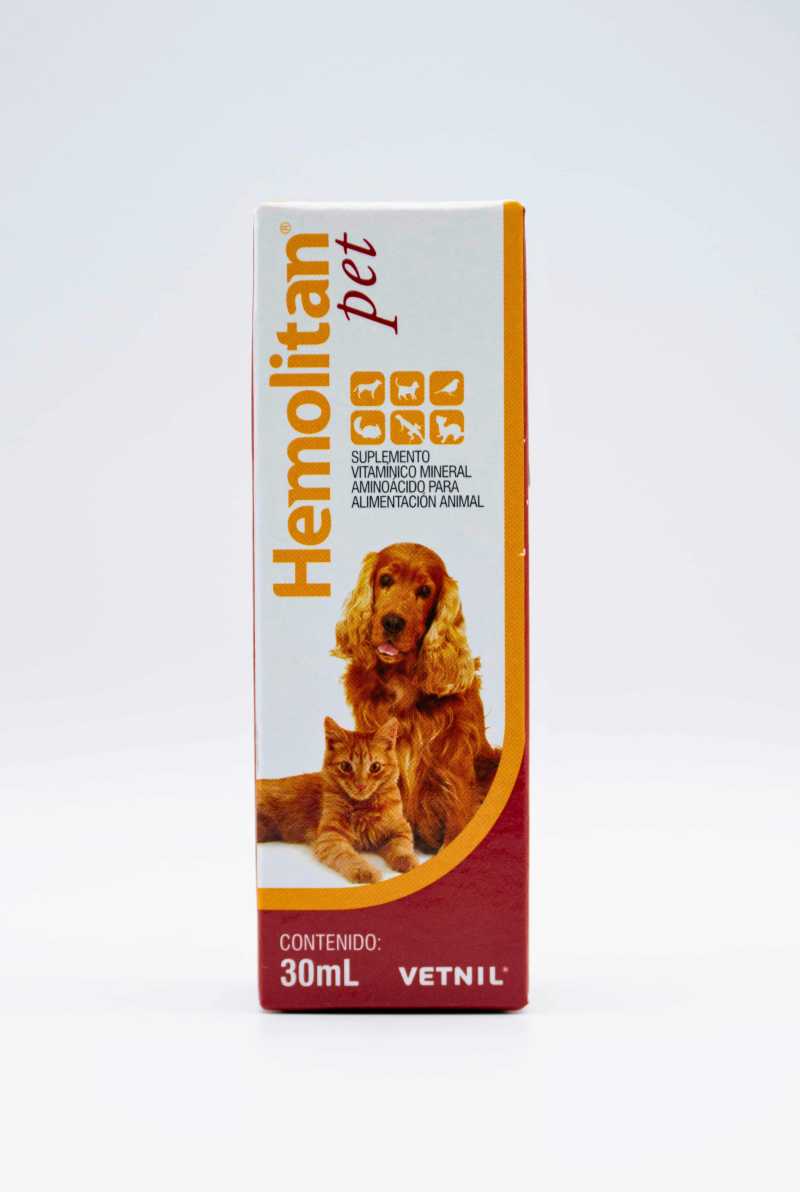 Hemolitan®
pet
SUPLEMENTO
VITAMÍNICO MINERAL
AMINOÁCIDO PARA
ALIMENTACIÓN ANIMAL
CONTENIDO:
30mL
VETNIL®